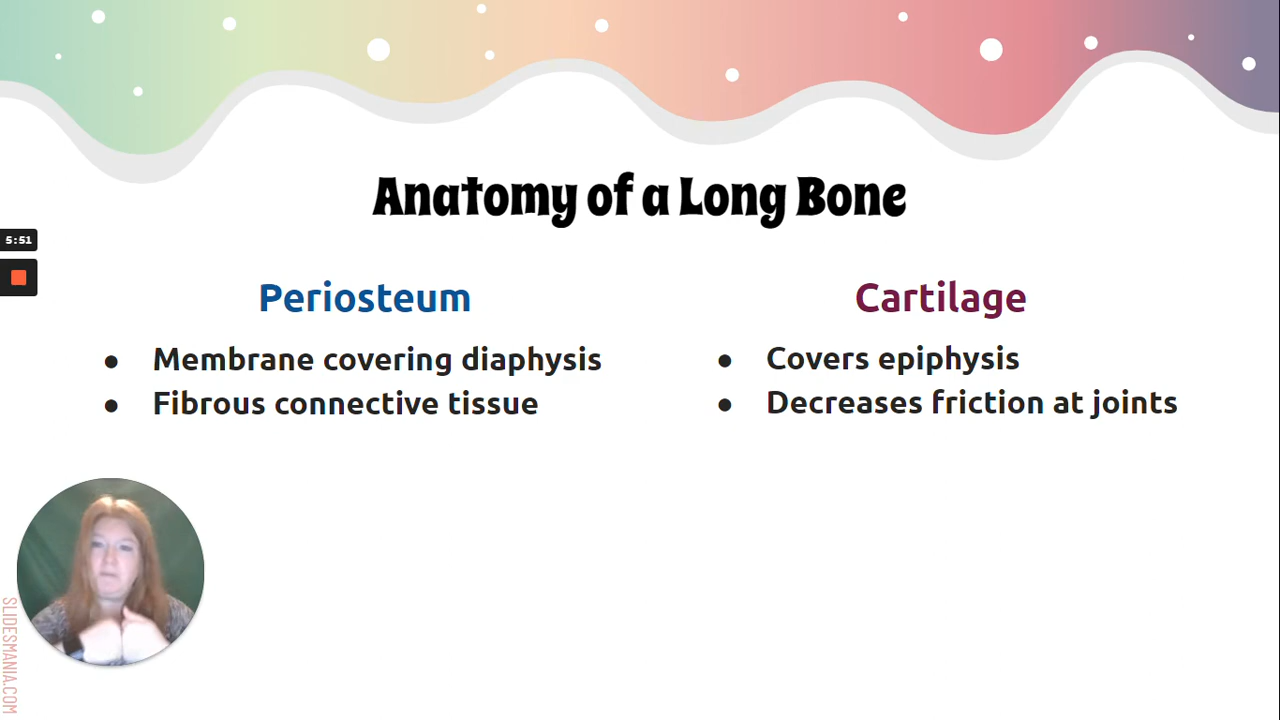 Anatomy of a Long Bone
5:51
Periosteum
● Membrane covering diaphysis
● Fibrous connective tissue
Cartilage
● Covers epiphysis
● Decreases friction at joints
SLIDESMANIA.COM